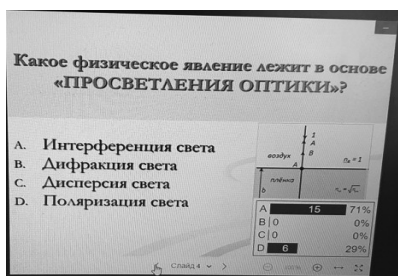 Какое физическое явление лежит в основе
«ПРОСВЕТЛЕНИЯ ОПТИКИ»?
A. Интерференция света
B. Дифракция света
C. Дисперсия света
D. Поляризация света
1
A
воздух
B
A
плёнка
b
A 15 71%
B 0 0%
C 0 0%
D 6 29%
Слайд 4